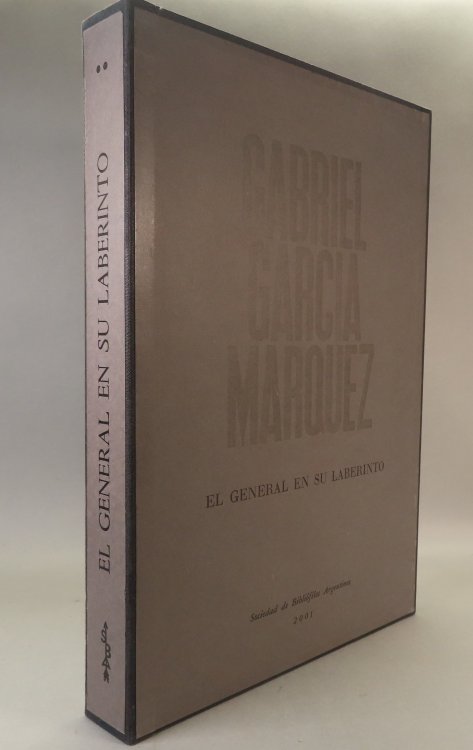 EL GENERAL EN SU LABERINTO
GABRIEL
GARCIA
MARQUEZ
EL GENERAL EN SU LABERINTO
Sociedad de Bibliófilos Argentinos
2001